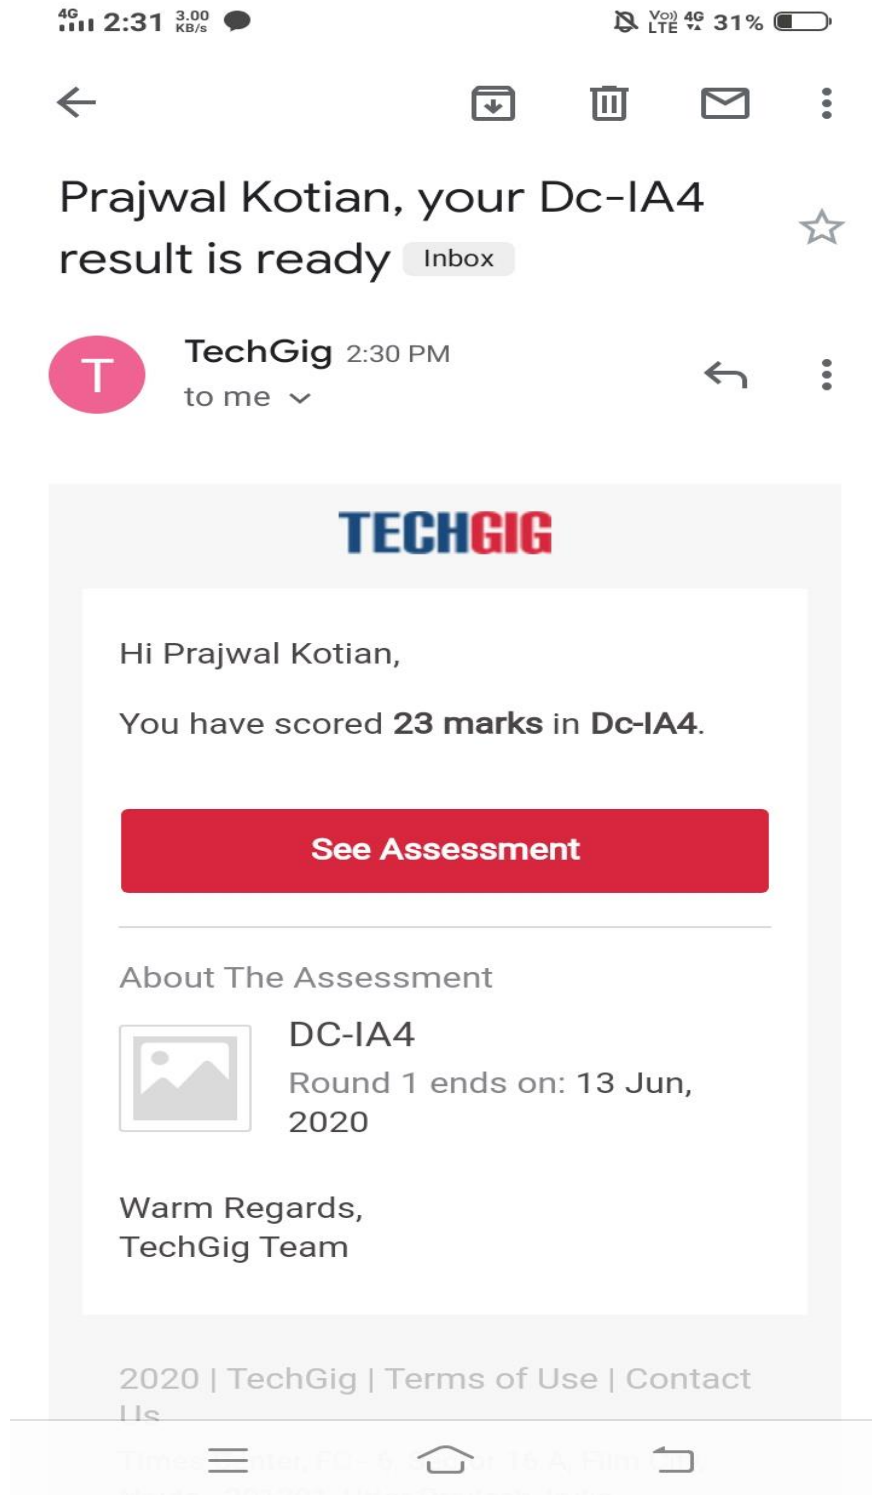 4G 2:31 3.00 KB/s Vo)) LTE 4G 31%
Prajwal Kotian, your Dc-IA4
result is ready Inbox
T TechGig 2:30 PM
to me
TECHGIG
Hi Prajwal Kotian,
You have scored 23 marks in Dc-IA4.
See Assessment
About The Assessment
DC-IA4
Round 1 ends on: 13 Jun,
2020
Warm Regards,
TechGig Team
2020 | TechGig | Terms of Use | Contact
Us